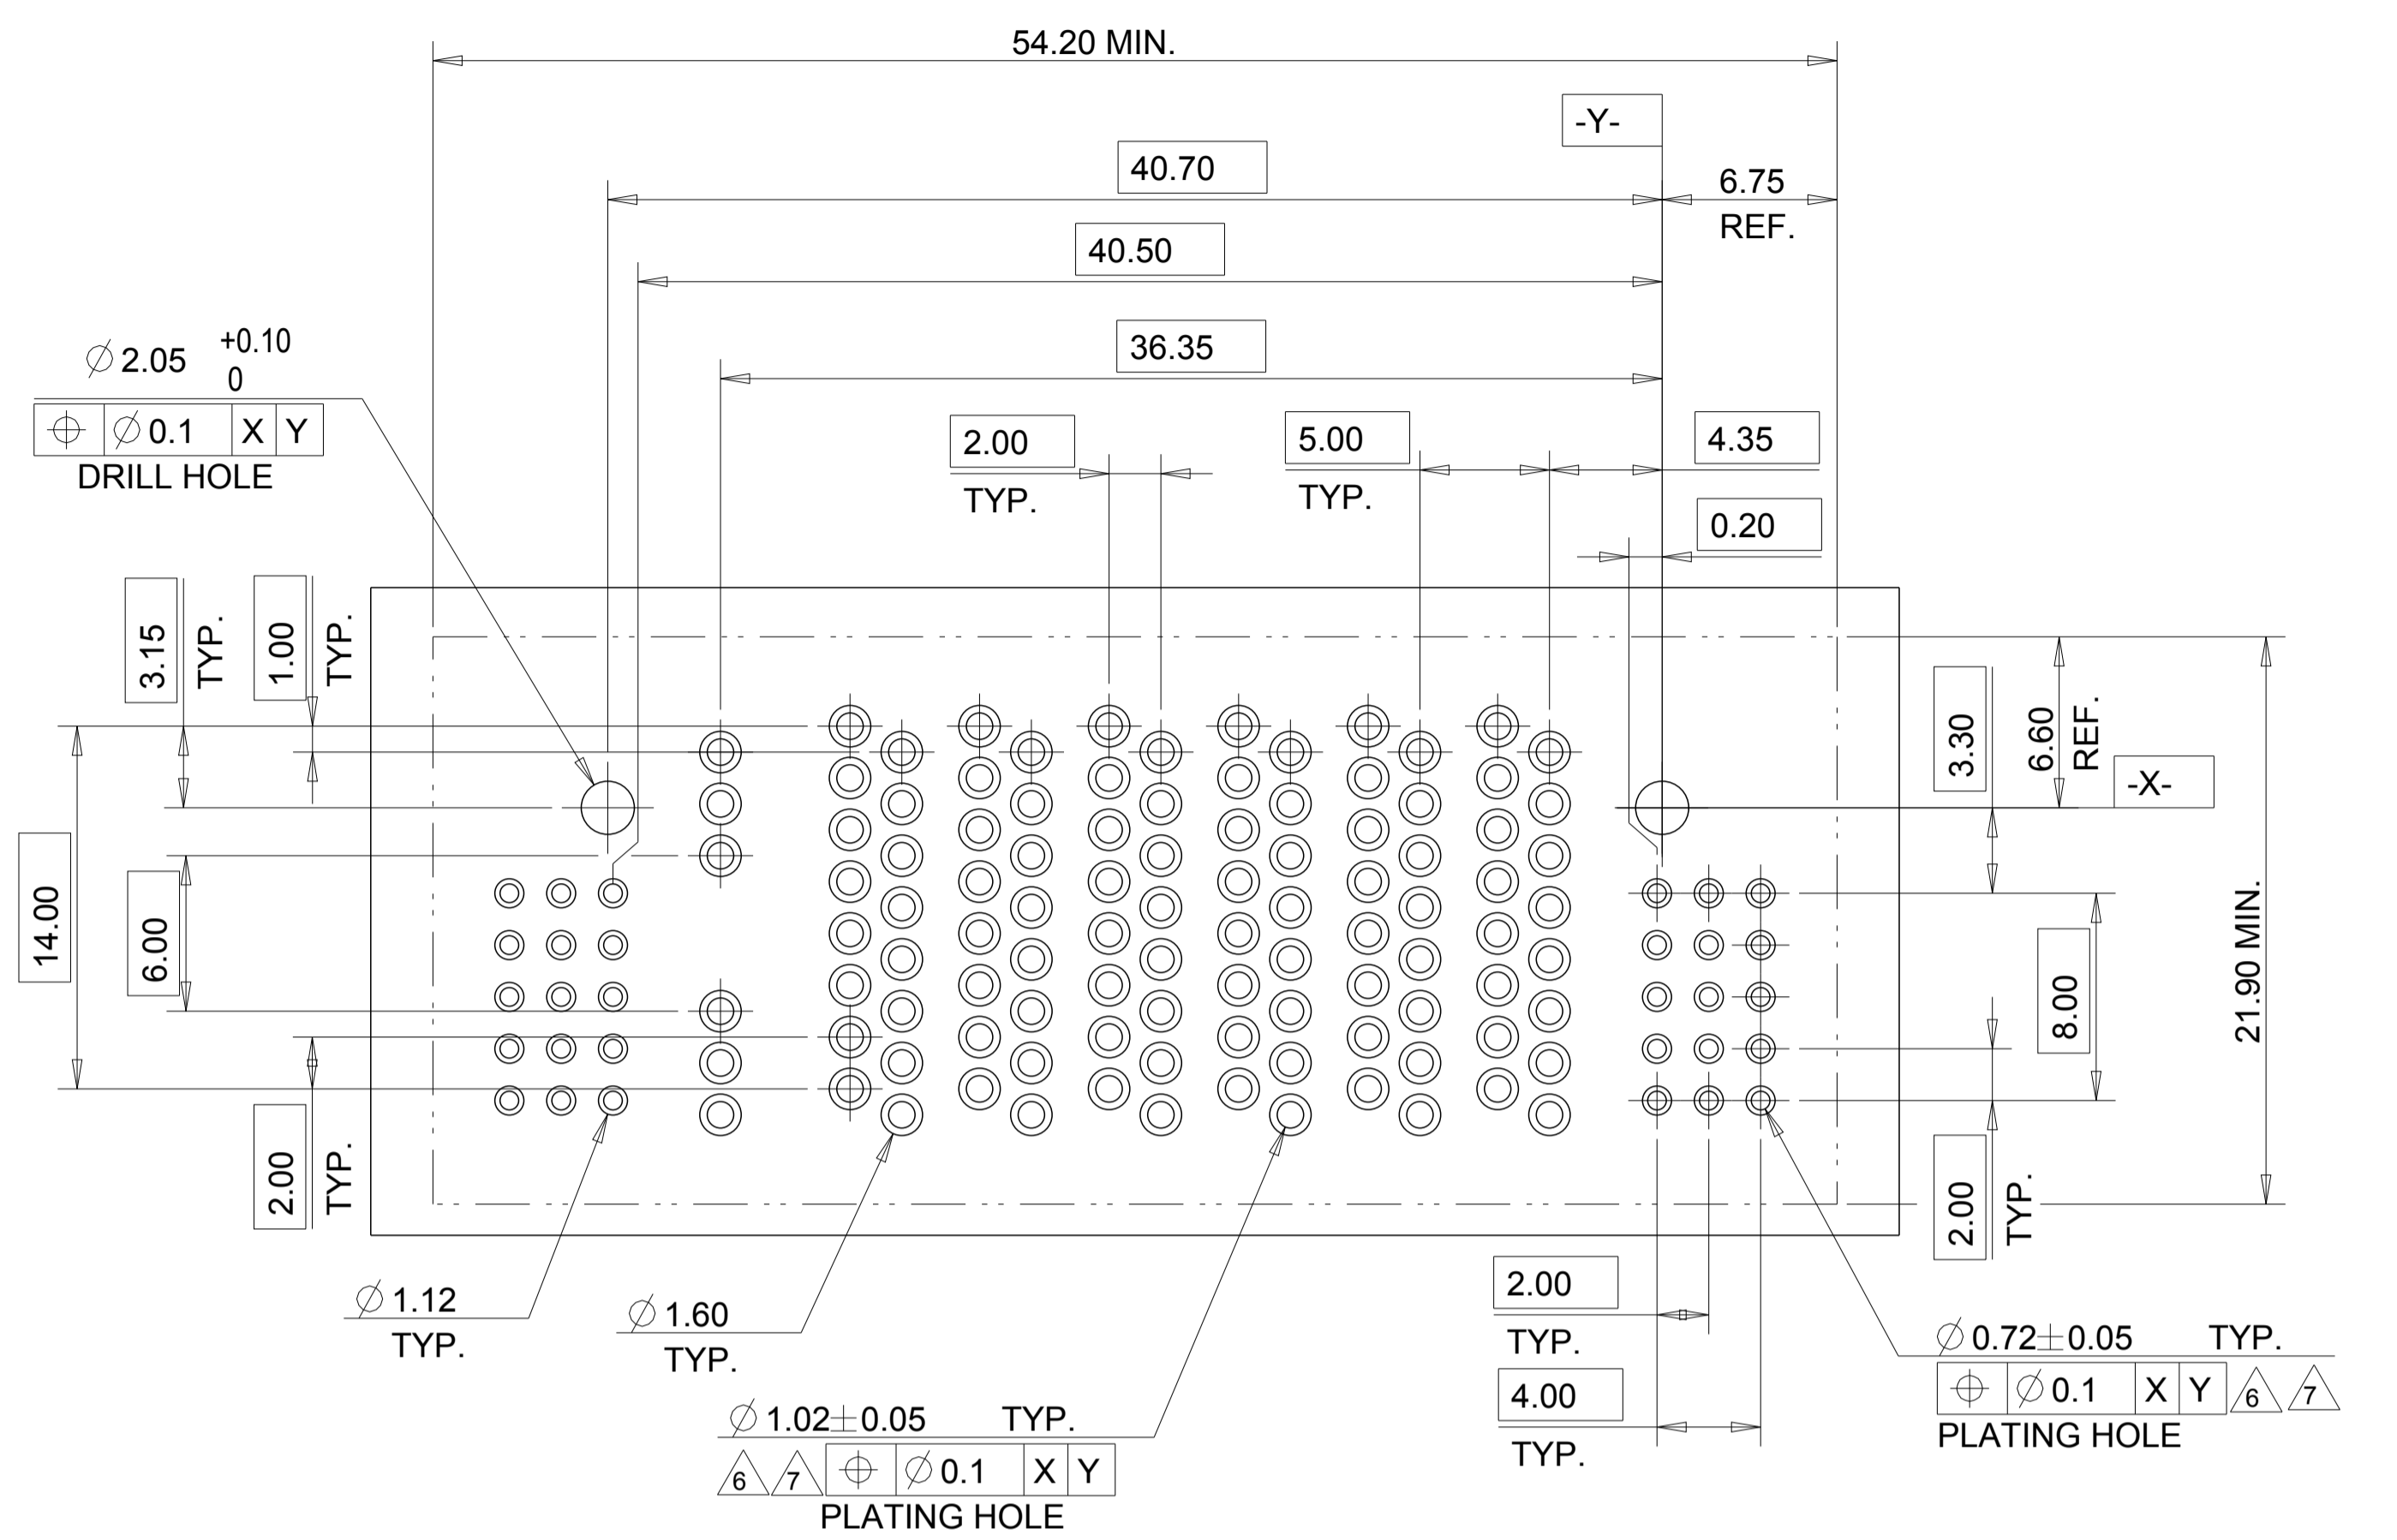 54.20 MIN.
-Y-
40.70
6.75
REF.
40.50
36.35
⌀2.05 +0.10
0
⌀0.1 X Y
DRILL HOLE
2.00
TYP.
5.00
TYP.
4.35
0.20
3.15
TYP.
1.00
TYP.
14.00
6.00
2.00
TYP.
3.30
6.60
REF.
-X-
8.00
21.90 MIN.
2.00
TYP.
⌀1.12
TYP.
⌀1.60
TYP.
⌀1.02±0.05 TYP.
6 7 ⌀0.1 X Y
PLATING HOLE
2.00
TYP.
4.00
TYP.
⌀0.72±0.05 TYP.
⌀0.1 X Y 6 7
PLATING HOLE